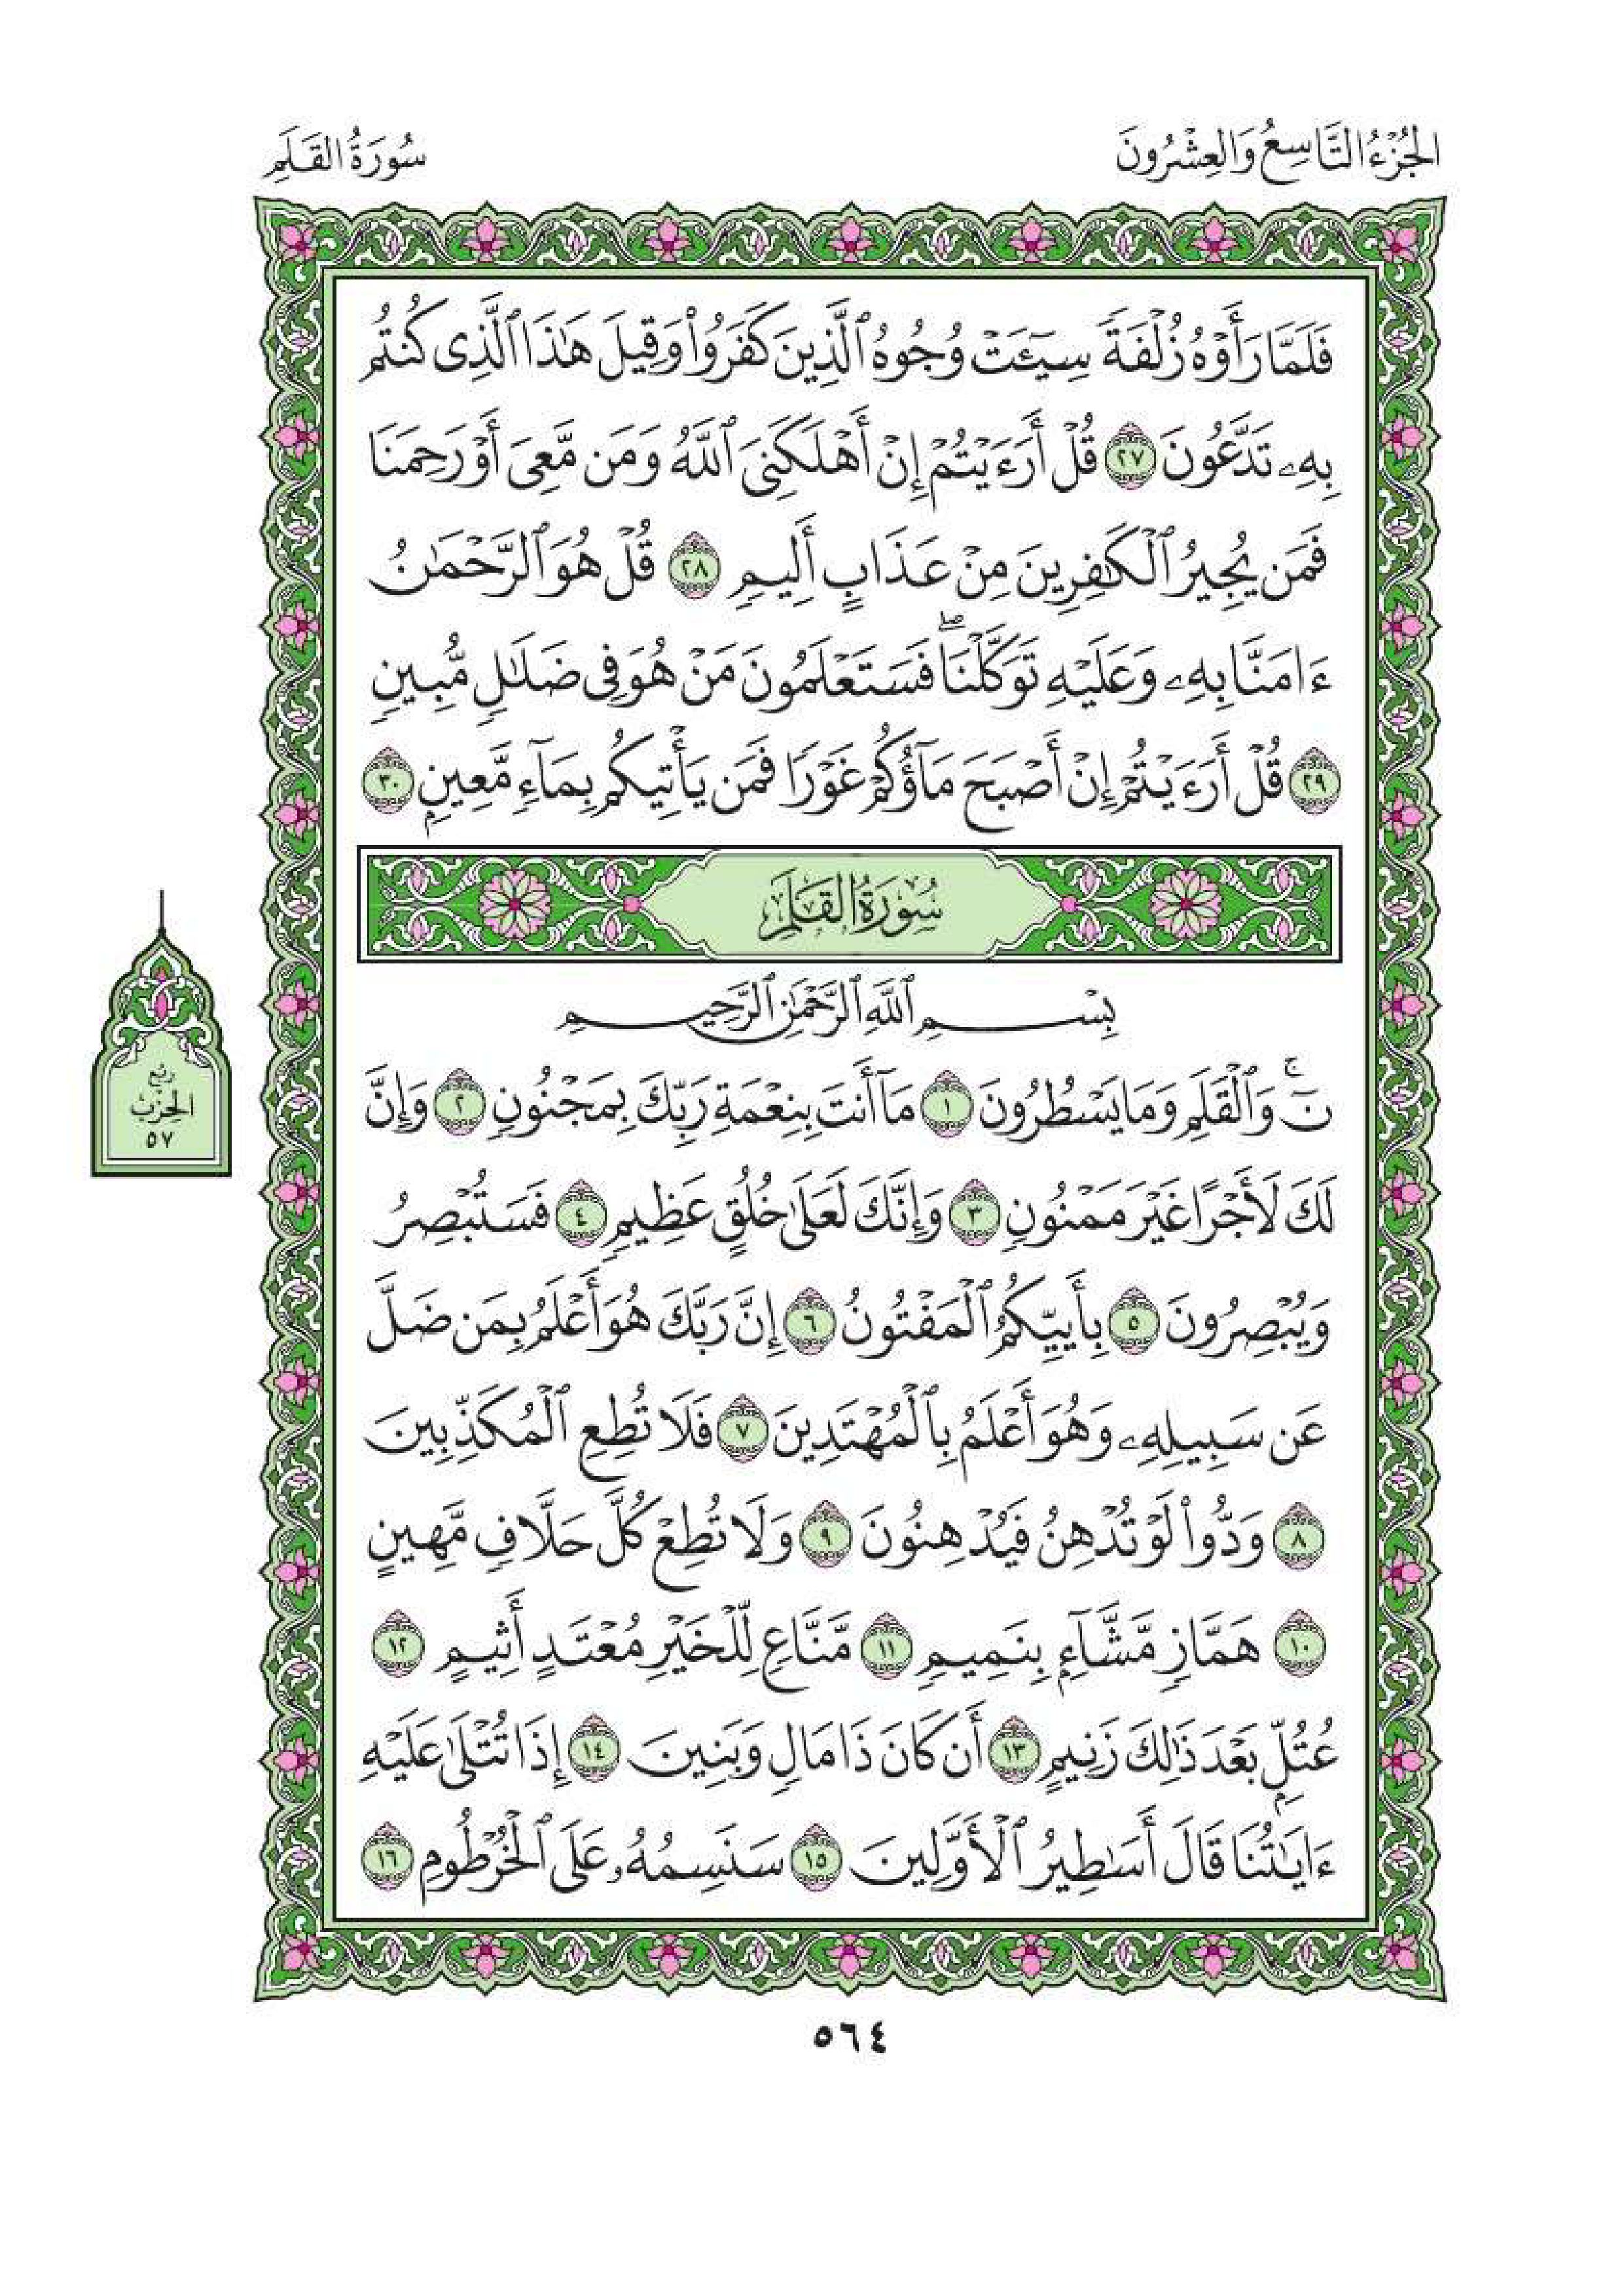 الجُزْءُ التَّاسِعُ وَالعِشْرُونَ
سُورَةُ القَلَمِ
فَلَمَّا رَأَوْهُ زُلْفَةً سِيٓـَٔتْ وُجُوهُ ٱلَّذِينَ كَفَرُوا۟ وَقِيلَ هَٰذَا ٱلَّذِى كُنتُم
بِهِۦ تَدَّعُونَ ٢٧ قُلْ أَرَءَيْتُمْ إِنْ أَهْلَكَنِىَ ٱللَّهُ وَمَن مَّعِىَ أَوْ رَحِمَنَا
فَمَن يُجِيرُ ٱلْكَٰفِرِينَ مِنْ عَذَابٍ أَلِيمٍ ٢٨ قُلْ هُوَ ٱلرَّحْمَٰنُ
ءَامَنَّا بِهِۦ وَعَلَيْهِ تَوَكَّلْنَا ۖ فَسَتَعْلَمُونَ مَنْ هُوَ فِى ضَلَٰلٍ مُّبِينٍ
٢٩ قُلْ أَرَءَيْتُمْ إِنْ أَصْبَحَ مَآؤُكُمْ غَوْرًا فَمَن يَأْتِيكُم بِمَآءٍ مَّعِينٍۭ ٣٠
سُورَةُ القَلَمِ
بِسْمِ ٱللَّهِ ٱلرَّحْمَٰنِ ٱلرَّحِيمِ
نٓ ۚ وَٱلْقَلَمِ وَمَا يَسْطُرُونَ ١ مَآ أَنتَ بِنِعْمَةِ رَبِّكَ بِمَجْنُونٍ ٢ وَإِنَّ
لَكَ لَأَجْرًا غَيْرَ مَمْنُونٍ ٣ وَإِنَّكَ لَعَلَىٰ خُلُقٍ عَظِيمٍ ٤ فَسَتُبْصِرُ
وَيُبْصِرُونَ ٥ بِأَييِّكُمُ ٱلْمَفْتُونُ ٦ إِنَّ رَبَّكَ هُوَ أَعْلَمُ بِمَن ضَلَّ
عَن سَبِيلِهِۦ وَهُوَ أَعْلَمُ بِٱلْمُهْتَدِينَ ٧ فَلَا تُطِعِ ٱلْمُكَذِّبِينَ
٨ وَدُّوا۟ لَوْ تُدْهِنُ فَيُدْهِنُونَ ٩ وَلَا تُطِعْ كُلَّ حَلَّافٍ مَّهِينٍ
١٠ هَمَّازٍ مَّشَّآءٍۭ بِنَمِيمٍ ١١ مَّنَّاعٍ لِّلْخَيْرِ مُعْتَدٍ أَثِيمٍ ١٢
عُتُلٍّۭ بَعْدَ ذَٰلِكَ زَنِيمٍ ١٣ أَن كَانَ ذَا مَالٍ وَبَنِينَ ١٤ إِذَا تُتْلَىٰ عَلَيْهِ
ءَايَٰتُنَا قَالَ أَسَٰطِيرُ ٱلْأَوَّلِينَ ١٥ سَنَسِمُهُۥ عَلَى ٱلْخُرْطُومِ ١٦
ربع
الحزب
٥٧
٥٦٤